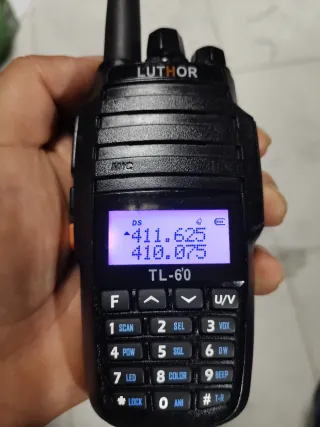 LUTHOR
MIC
DS
411.625
410.075
TL-60
F U/V
1 SCAN 2 SEL 3 VOX
4 POW 5 SQL 6 DW
7 LED 8 COLOR 9 BEEP
* LOCK 0 ANI # T-R